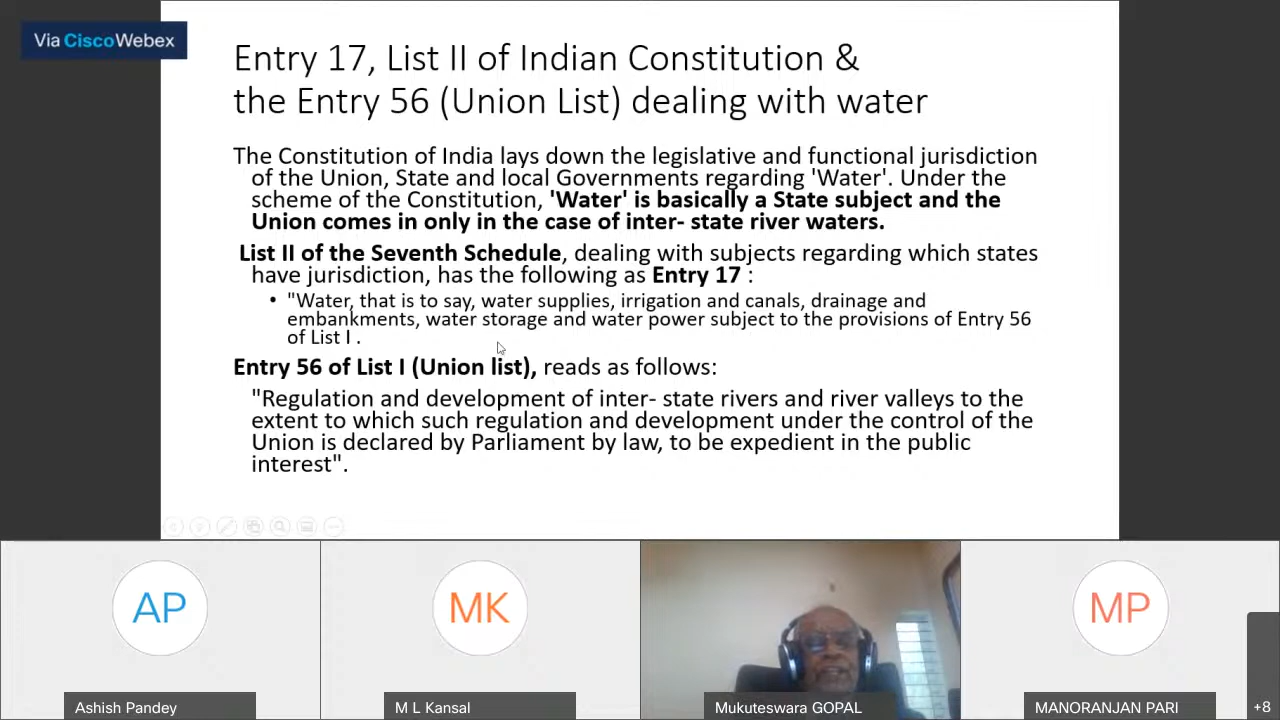 Via CiscoWebex
Entry 17, List II of Indian Constitution &
the Entry 56 (Union List) dealing with water
The Constitution of India lays down the legislative and functional jurisdiction
of the Union, State and local Governments regarding 'Water'. Under the
scheme of the Constitution, 'Water' is basically a State subject and the
Union comes in only in the case of inter- state river waters.
List II of the Seventh Schedule, dealing with subjects regarding which states
have jurisdiction, has the following as Entry 17 :
• "Water, that is to say, water supplies, irrigation and canals, drainage and
embankments, water storage and water power subject to the provisions of Entry 56
of List I .
Entry 56 of List I (Union list), reads as follows:
"Regulation and development of inter- state rivers and river valleys to the
extent to which such regulation and development under the control of the
Union is declared by Parliament by law, to be expedient in the public
interest".
AP
MK
MP
Ashish Pandey
M L Kansal
Mukuteswara GOPAL
MANORANJAN PARI
+8